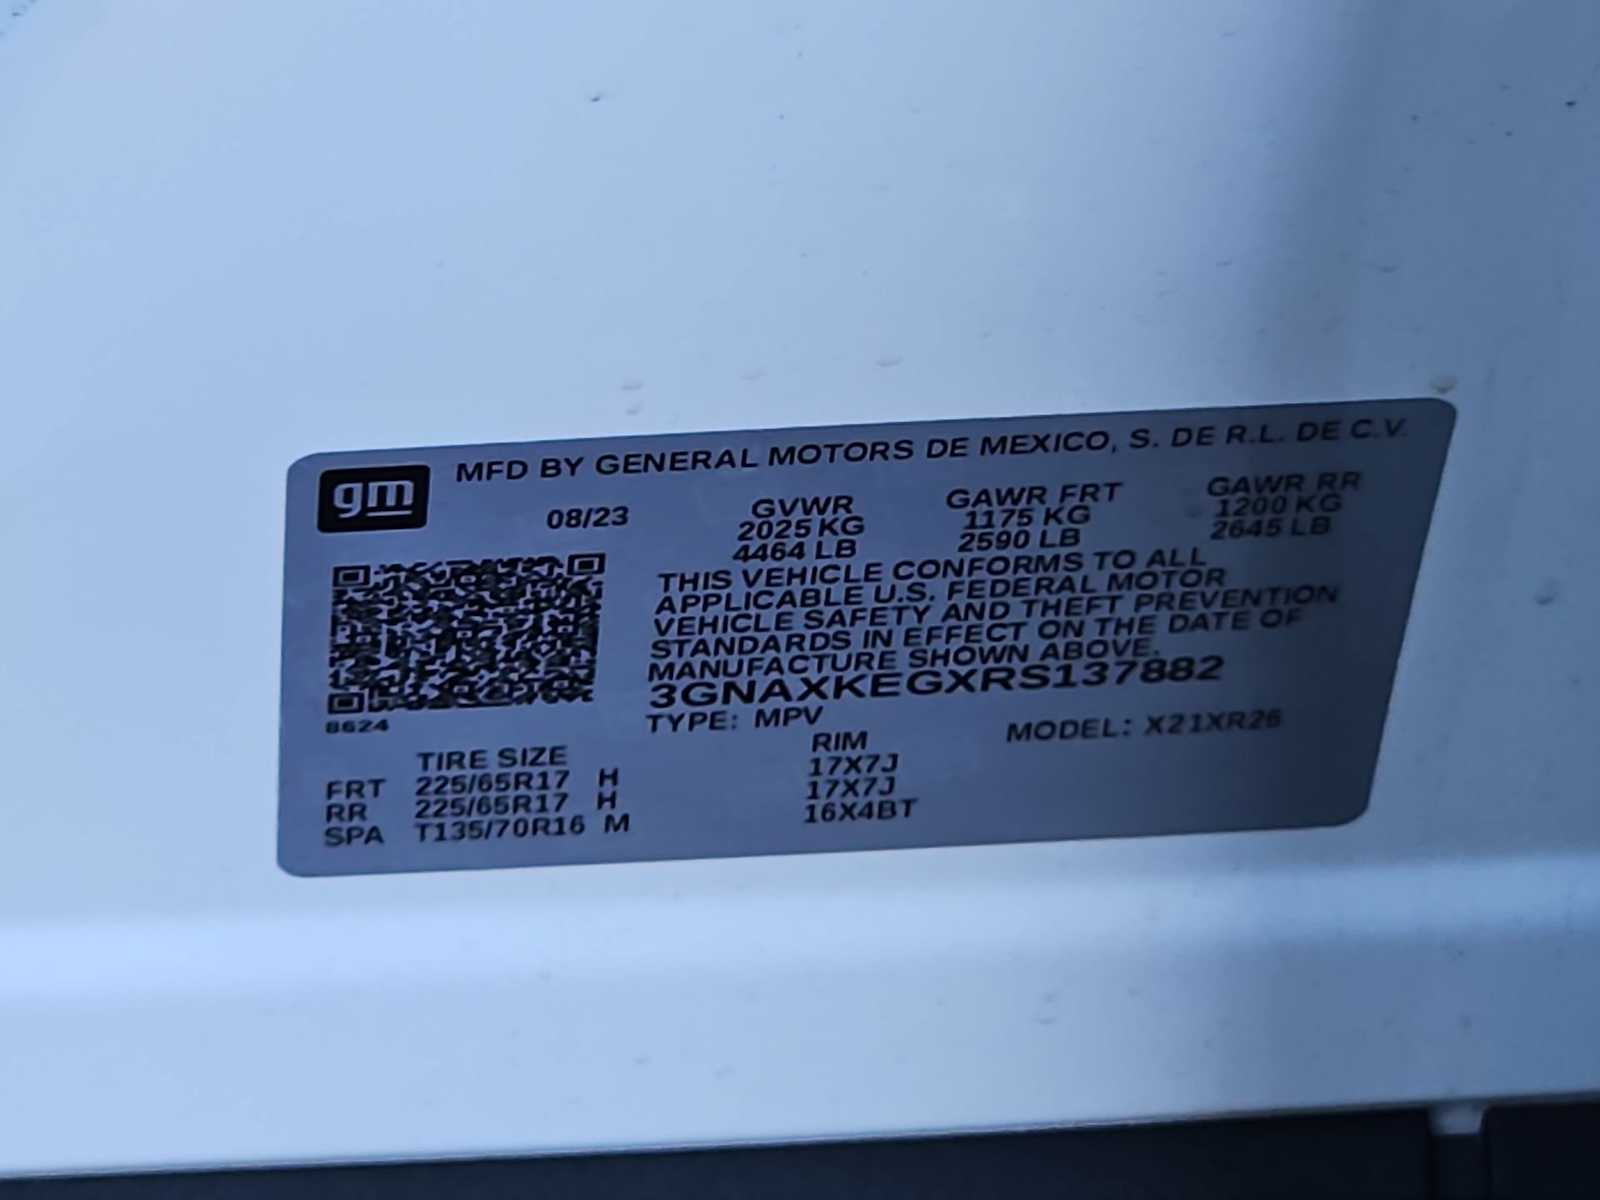 gm MFD BY GENERAL MOTORS DE MEXICO, S. DE R.L. DE C.V.
08/23 GVWR GAWR FRT GAWR RR
2025 KG 1175 KG 1200 KG
4464 LB 2590 LB 2645 LB
THIS VEHICLE CONFORMS TO ALL
APPLICABLE U.S. FEDERAL MOTOR
VEHICLE SAFETY AND THEFT PREVENTION
STANDARDS IN EFFECT ON THE DATE OF
MANUFACTURE SHOWN ABOVE.
3GNAXKEGXRS137882
8624 TYPE: MPV MODEL: X21XR26
TIRE SIZE RIM
FRT 225/65R17 H 17X7J
RR 225/65R17 H 17X7J
SPA T135/70R16 M 16X4BT